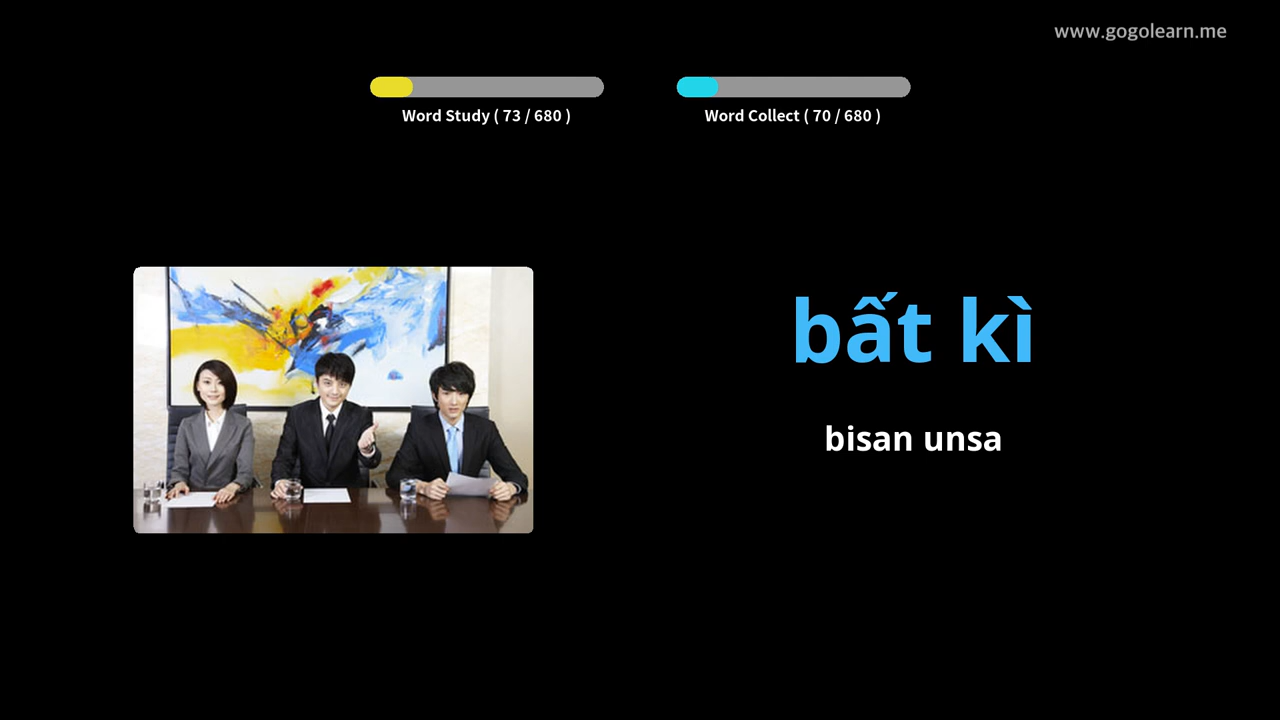 www.gogolearn.me
Word Study ( 73 / 680 )
Word Collect ( 70 / 680 )
bất kì
bisan unsa